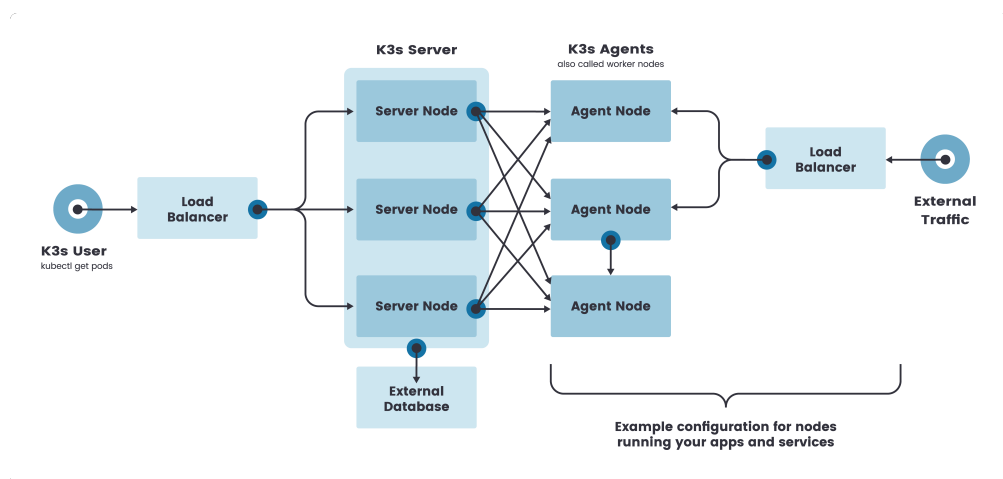 K3s Server
K3s Agents
also called worker nodes
Server Node
Agent Node
Load
Balancer
External
Traffic
Load
Balancer
Server Node
Agent Node
K3s User
kubectl get pods
Server Node
Agent Node
External
Database
Example configuration for nodes
running your apps and services